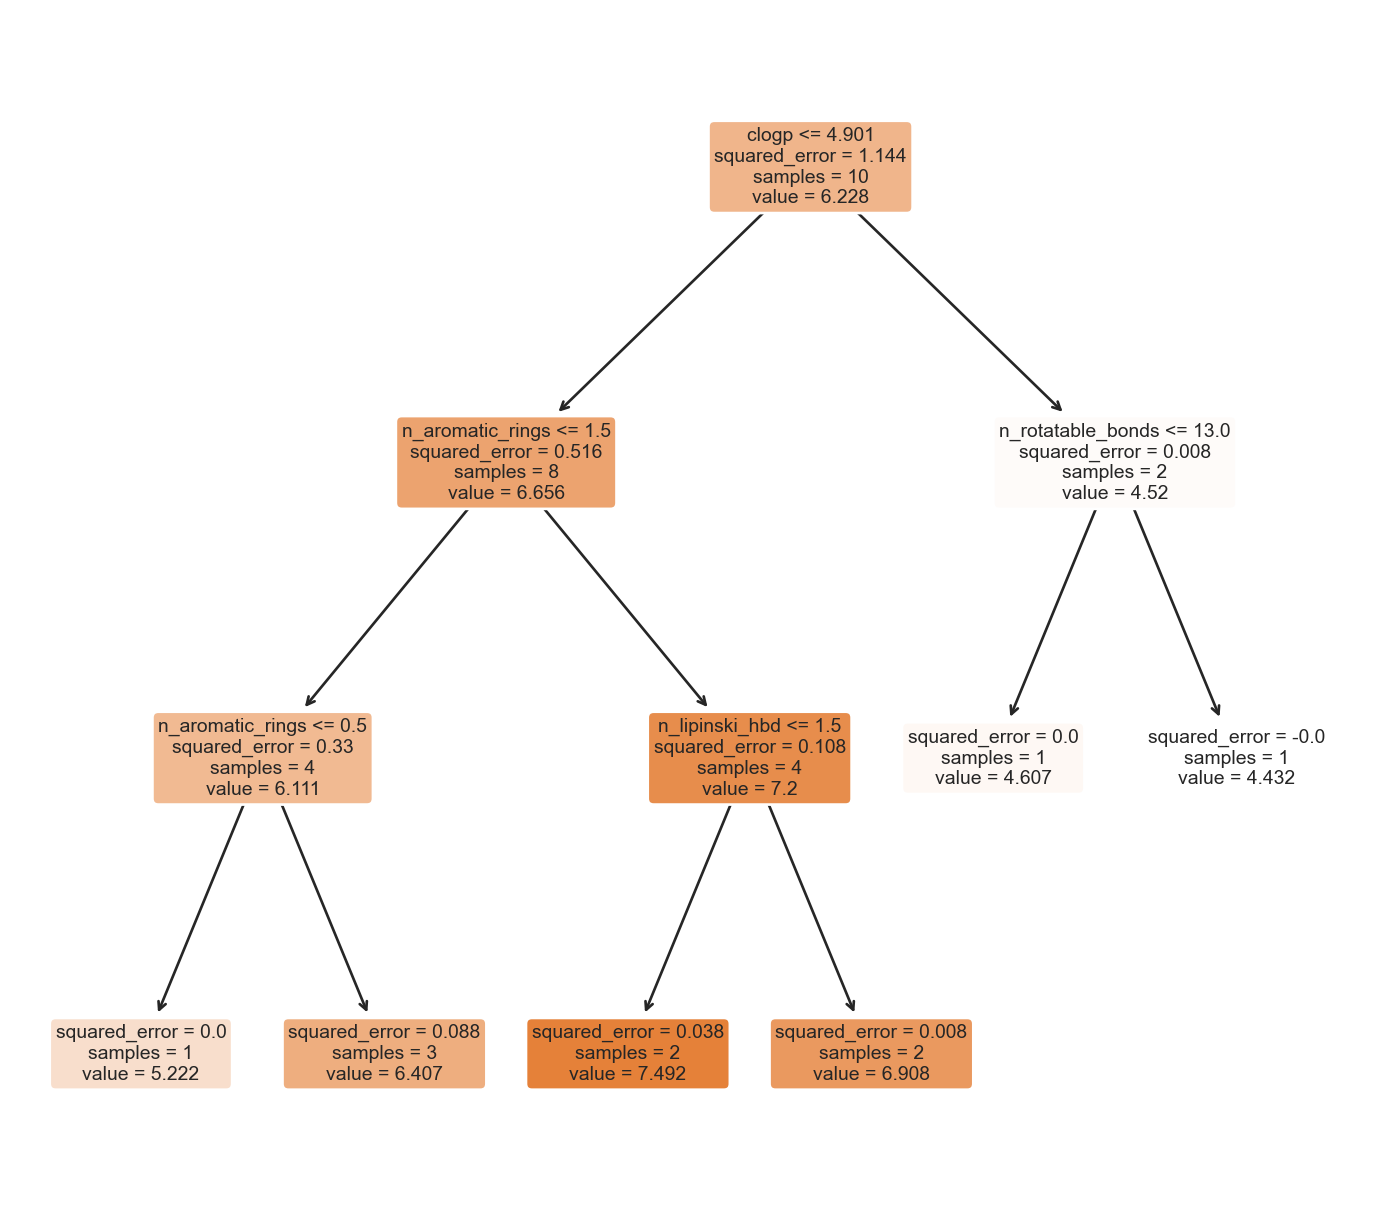 clogp <= 4.901
squared_error = 1.144
samples = 10
value = 6.228
n_aromatic_rings <= 1.5
squared_error = 0.516
samples = 8
value = 6.656
n_rotatable_bonds <= 13.0
squared_error = 0.008
samples = 2
value = 4.52
n_aromatic_rings <= 0.5
squared_error = 0.33
samples = 4
value = 6.111
n_lipinski_hbd <= 1.5
squared_error = 0.108
samples = 4
value = 7.2
squared_error = 0.0
samples = 1
value = 4.607
squared_error = -0.0
samples = 1
value = 4.432
squared_error = 0.0
samples = 1
value = 5.222
squared_error = 0.088
samples = 3
value = 6.407
squared_error = 0.038
samples = 2
value = 7.492
squared_error = 0.008
samples = 2
value = 6.908